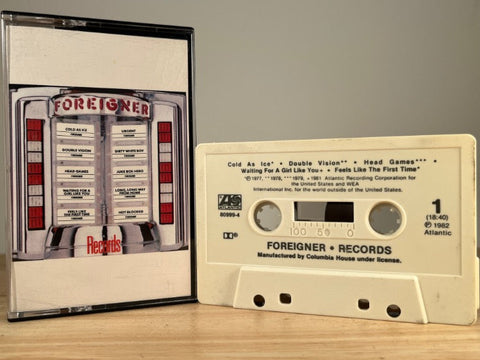 FOREIGNER
COLD AS ICE
URGENT
DOUBLE VISION
DIRTY WHITE BOY
HEAD GAMES
JUKE BOX HERO
WAITING FOR A
GIRL LIKE YOU
LONG, LONG WAY
FROM HOME
FEELS LIKE
THE FIRST TIME
HOT BLOODED
Records
Cold As Ice* • Double Vision** • Head Games***
Waiting For A Girl Like You+ • Feels Like The First Time*
1981 Atlantic Recording Corporation for
the United States and WEA
International Inc. for the world outside of the United States.
ATLANTIC
80999-4
1
(18:40)
℗ 1982
Atlantic
100 50 0
FOREIGNER • RECORDS
Manufactured by Columbia House under license.